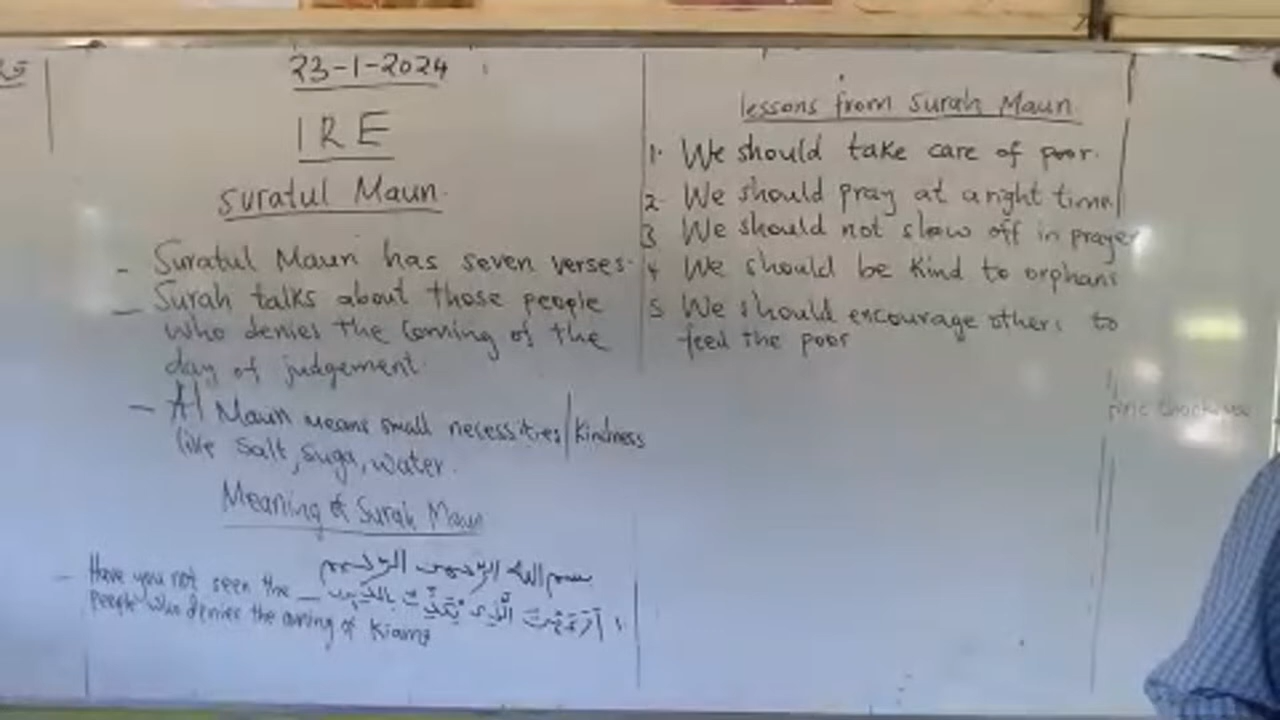 23-1-2024
IRE
Suratul Maun.
- Suratul Maun has seven verses.
- Surah talks about those people
who denies the coming of the
day of judgement.
- Al Maun means small necessities/kindness
like salt, suga, water.
Meaning of Surah Maun
بسم الله الرحمن الرحيم
- Have you not seen the
people who denies the coming of Kiama
lessons from Surah Maun
1. We should take care of poor.
2. We should pray at a right time
3 We should not slow off in prayer
4 We should be kind to orphans
5 We should encourage others to
feed the poor